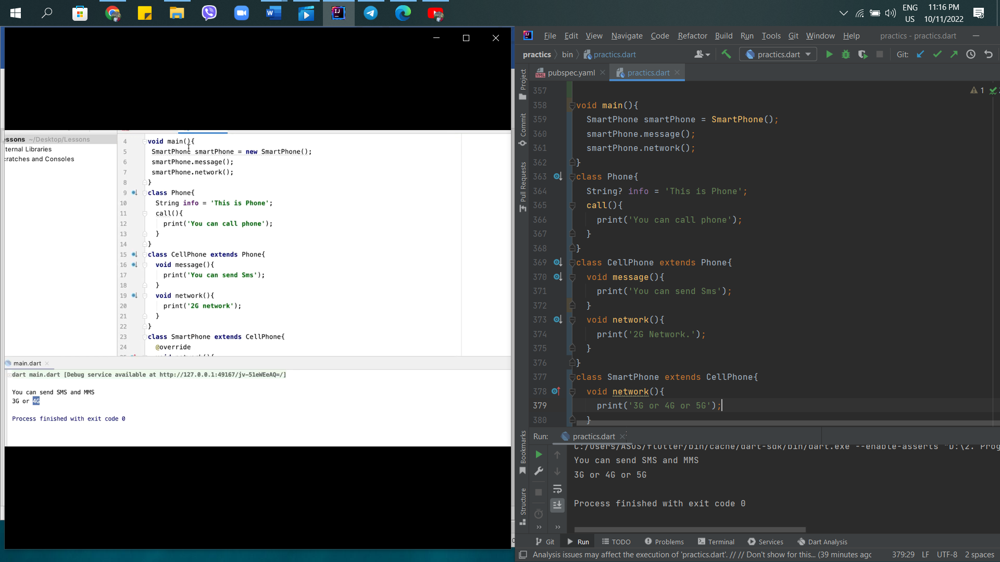 ENG
US
11:16 PM
10/11/2022
essons ~/Desktop/Lessons
ternal Libraries
cratches and Consoles
4 void main(){
5 SmartPhone smartPhone = new SmartPhone();
6 smartPhone.message();
7 smartPhone.network();
8 }
9 class Phone{
10 String info = 'This is Phone';
11 call(){
12 print('You can call phone');
13 }
14 }
15 class CellPhone extends Phone{
16 void message(){
17 print('You can send Sms');
18 }
19 void network(){
20 print('2G network');
21 }
22 }
23 class SmartPhone extends CellPhone{
24 @override
main.dart
dart main.dart [Debug service available at http://127.0.0.1:49167/jv-51eWEeAQ=/]
You can send SMS and MMS
3G or 4G
Process finished with exit code 0
File Edit View Navigate Code Refactor Build Run Tools Git Window Help practics - practics.dart
practics bin practics.dart practics.dart Git:
pubspec.yaml practics.dart
Project
Commit
Pull Requests
Bookmarks
Structure
1
357
358 void main(){
359 SmartPhone smartPhone = SmartPhone();
360 smartPhone.message();
361 smartPhone.network();
362 }
363 class Phone{
364 String? info = 'This is Phone';
365 call(){
366 print('You can call phone');
367 }
368 }
369 class CellPhone extends Phone{
370 void message(){
371 print('You can send Sms');
372 }
373 void network(){
374 print('2G Network.');
375 }
376 }
377 class SmartPhone extends CellPhone{
378 void network(){
379 print('3G or 4G or 5G');
380 }
Run: practics.dart
C:/Users/ASUS/flutter/bin/cache/dart-sdk/bin/dart.exe --enable-asserts "D:\2. Prog
You can send SMS and MMS
3G or 4G or 5G
Process finished with exit code 0
Git Run TODO Problems Terminal Services Dart Analysis
Analysis issues may affect the execution of 'practics.dart'. // // Don't show for this... (39 minutes agc 379:29 LF UTF-8 2 spaces